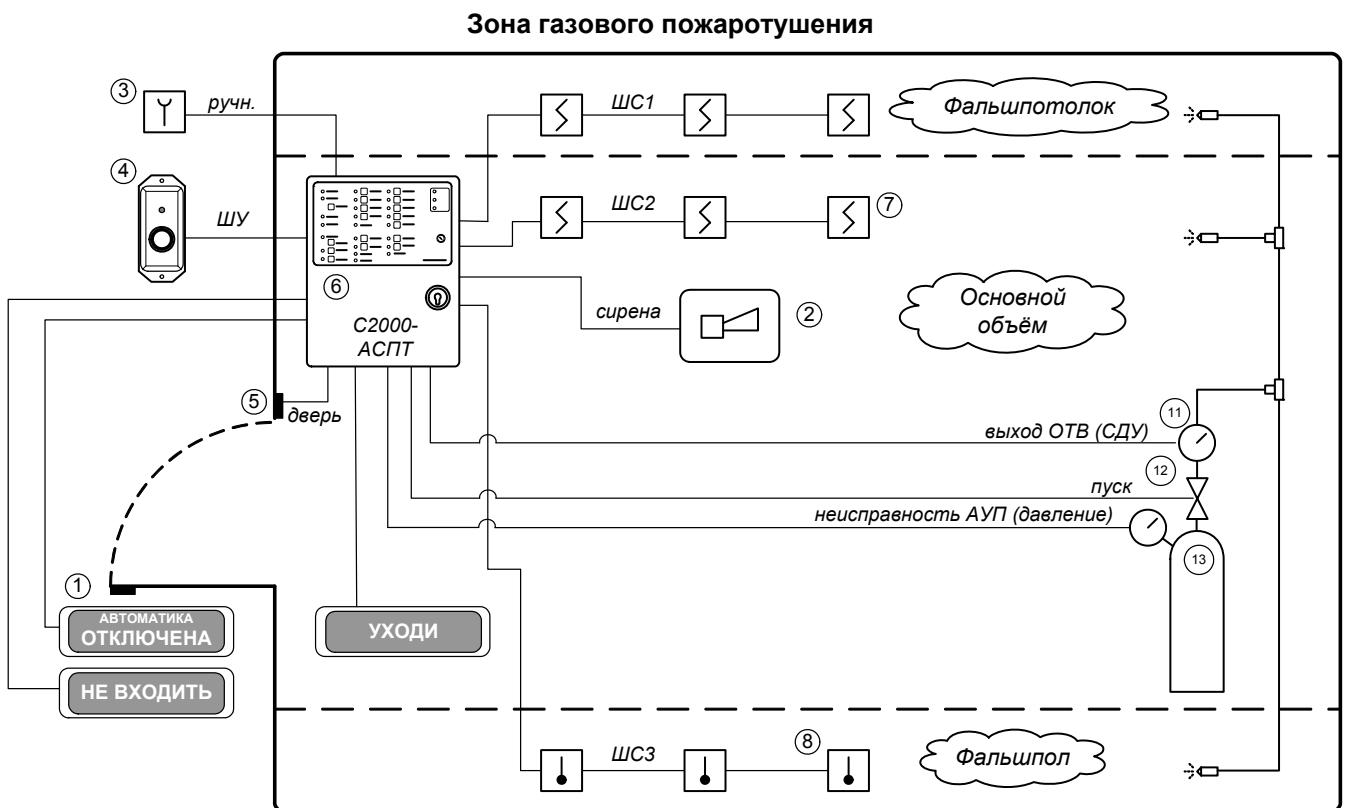 Зона газового пожаротушения
3
ручн.
ШС1
Фальшпотолок
4
ШУ
ШС2
7
6
С2000-
АСПТ
сирена
2
Основной
объём
5
дверь
11
выход ОТВ (СДУ)
12
пуск
неисправность АУП (давление)
13
1
АВТОМАТИКА
ОТКЛЮЧЕНА
УХОДИ
НЕ ВХОДИТЬ
ШС3
8
Фальшпол